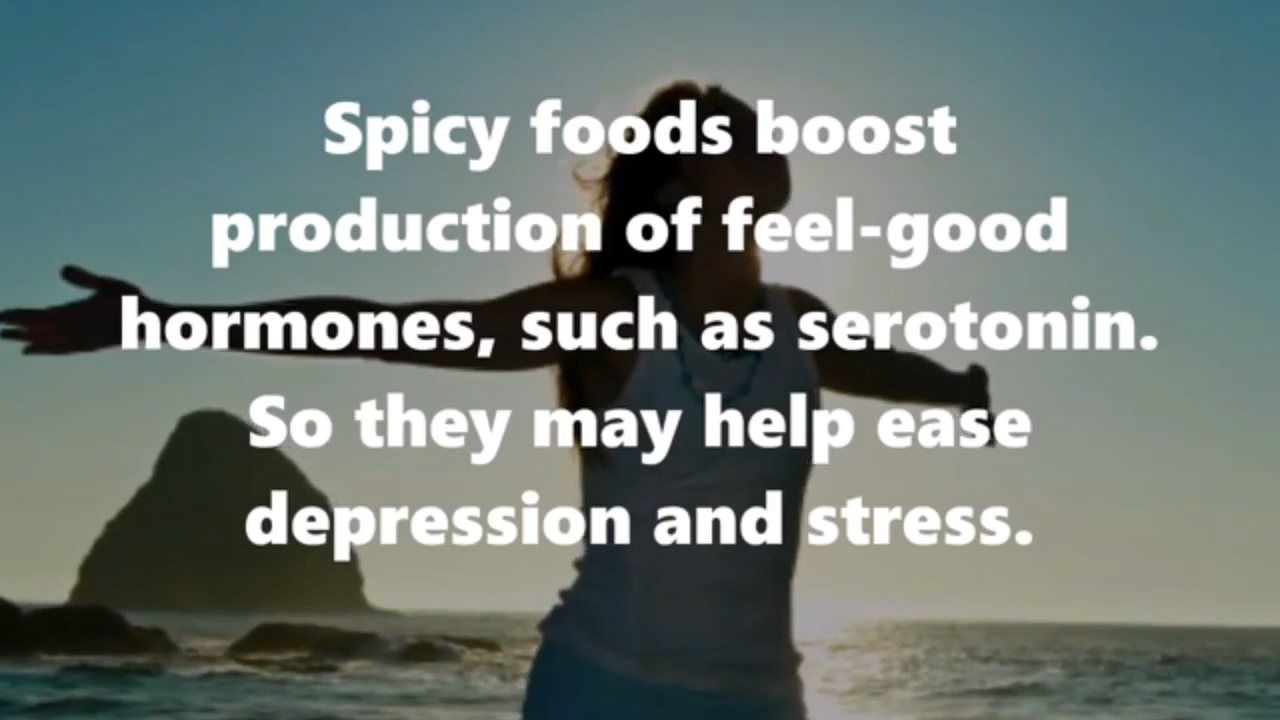 Spicy foods boost
production of feel-good
hormones, such as serotonin.
So they may help ease
depression and stress.